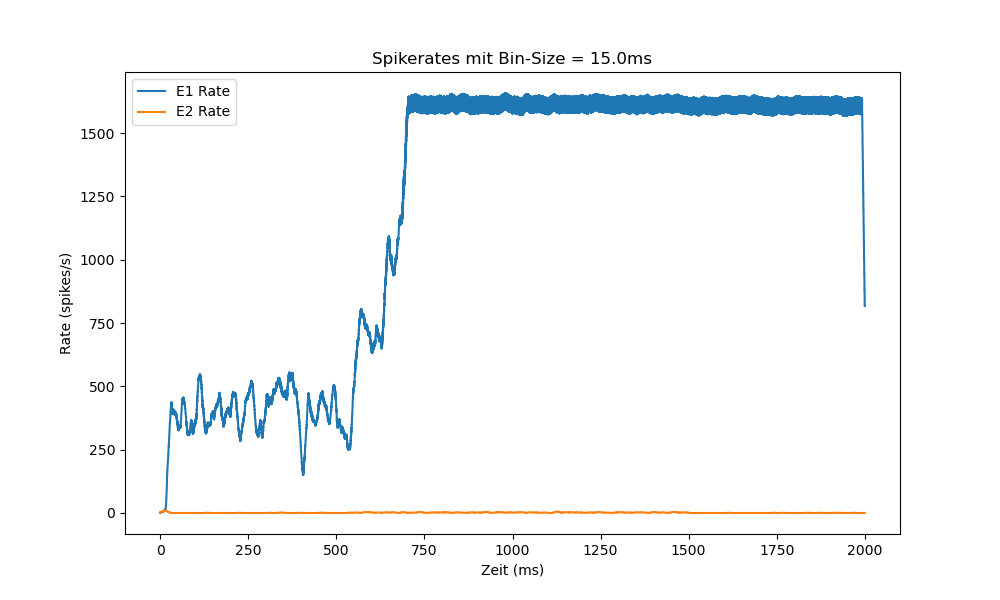 Spikerates mit Bin-Size = 15.0ms
E1 Rate
E2 Rate
1500
1250
1000
750
500
250
0
Rate (spikes/s)
0 250 500 750 1000 1250 1500 1750 2000
Zeit (ms)